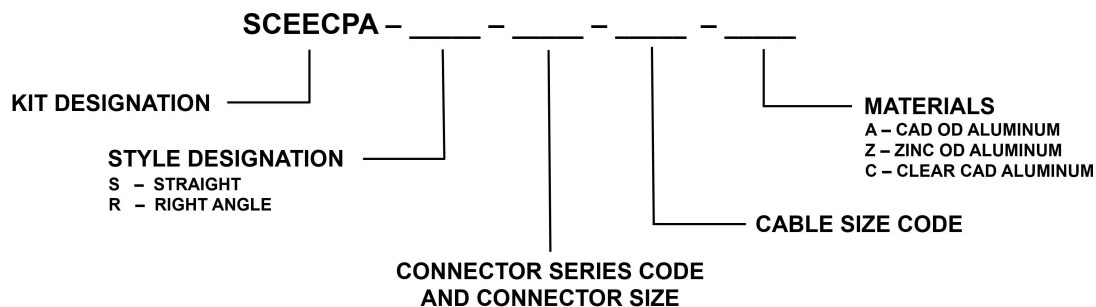 SCEECPA – ____ – ____ – ____ – ____
KIT DESIGNATION
STYLE DESIGNATION
S – STRAIGHT
R – RIGHT ANGLE
CONNECTOR SERIES CODE
AND CONNECTOR SIZE
CABLE SIZE CODE
MATERIALS
A – CAD OD ALUMINUM
Z – ZINC OD ALUMINUM
C – CLEAR CAD ALUMINUM